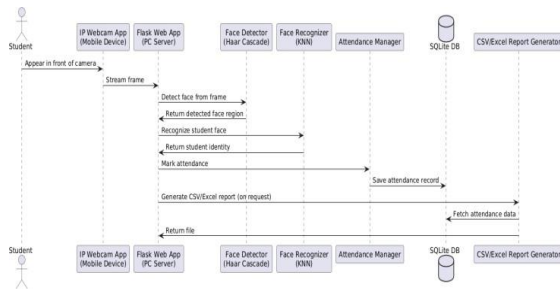 Student
IP Webcam App
(Mobile Device)
Flask Web App
(PC Server)
Face Detector
(Haar Cascade)
Face Recognizer
(KNN)
Attendance Manager
SQLite DB
CSV/Excel Report Generator
Appear in front of camera
Stream frame
Detect face from frame
Return detected face region
Recognize student face
Return student identity
Mark attendance
Save attendance record
Generate CSV/Excel report (on request)
Fetch attendance data
Return file
Student
IP Webcam App
(Mobile Device)
Flask Web App
(PC Server)
Face Detector
(Haar Cascade)
Face Recognizer
(KNN)
Attendance Manager
SQLite DB
CSV/Excel Report Generator